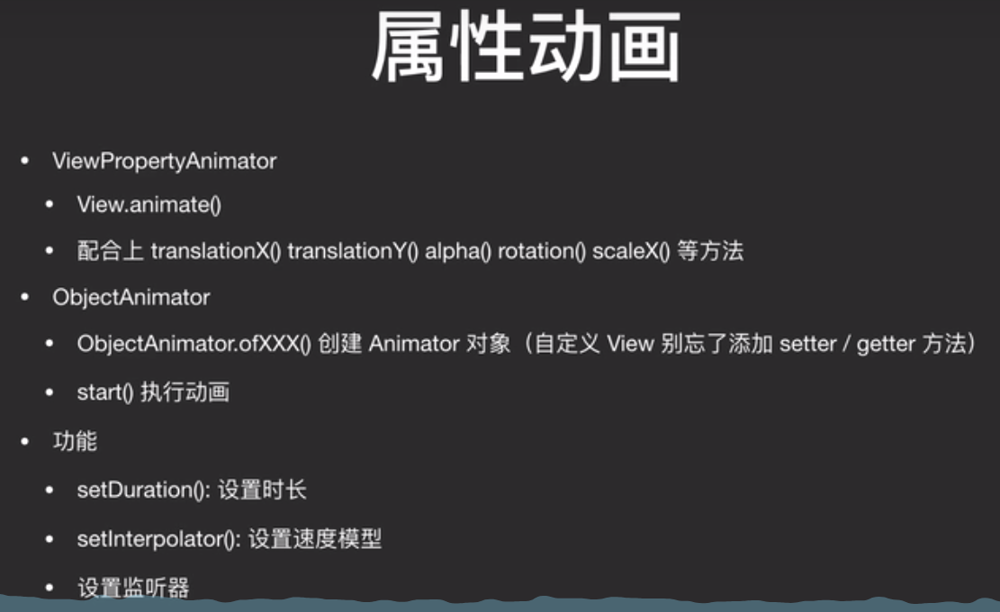 属性动画
• ViewPropertyAnimator
• View.animate()
• 配合上 translationX() translationY() alpha() rotation() scaleX() 等方法
• ObjectAnimator
• ObjectAnimator.ofXXX() 创建 Animator 对象（自定义 View 别忘了添加 setter / getter 方法）
• start() 执行动画
• 功能
• setDuration(): 设置时长
• setInterpolator(): 设置速度模型
• 设置监听器